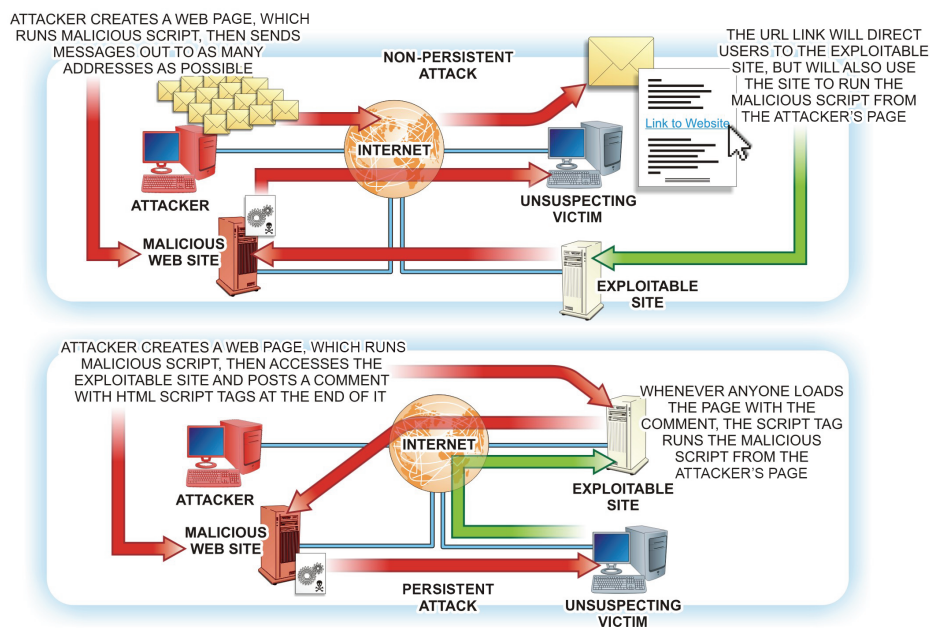 ATTACKER CREATES A WEB PAGE, WHICH
RUNS MALICIOUS SCRIPT, THEN SENDS
MESSAGES OUT TO AS MANY
ADDRESSES AS POSSIBLE
NON-PERSISTENT
ATTACK
THE URL LINK WILL DIRECT
USERS TO THE EXPLOITABLE
SITE, BUT WILL ALSO USE
THE SITE TO RUN THE
MALICIOUS SCRIPT FROM
THE ATTACKER'S PAGE
Link to Website
INTERNET
ATTACKER
UNSUSPECTING
VICTIM
MALICIOUS
WEB SITE
EXPLOITABLE
SITE
ATTACKER CREATES A WEB PAGE, WHICH RUNS
MALICIOUS SCRIPT, THEN ACCESSES THE
EXPLOITABLE SITE AND POSTS A COMMENT
WITH HTML SCRIPT TAGS AT THE END OF IT
WHENEVER ANYONE LOADS
THE PAGE WITH THE
COMMENT, THE SCRIPT TAG
RUNS THE MALICIOUS
SCRIPT FROM THE
ATTACKER'S PAGE
INTERNET
ATTACKER
EXPLOITABLE
SITE
MALICIOUS
WEB SITE
PERSISTENT
ATTACK
UNSUSPECTING
VICTIM